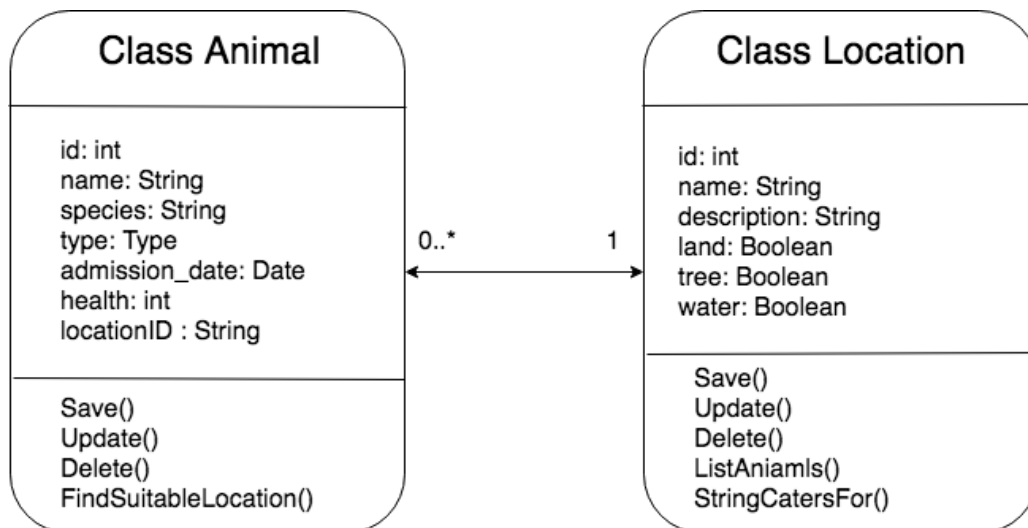 Class Animal
id: int
name: String
species: String
type: Type
admission_date: Date
health: int
locationID : String
Save()
Update()
Delete()
FindSuitableLocation()
0..*
1
Class Location
id: int
name: String
description: String
land: Boolean
tree: Boolean
water: Boolean
Save()
Update()
Delete()
ListAniamls()
StringCatersFor()